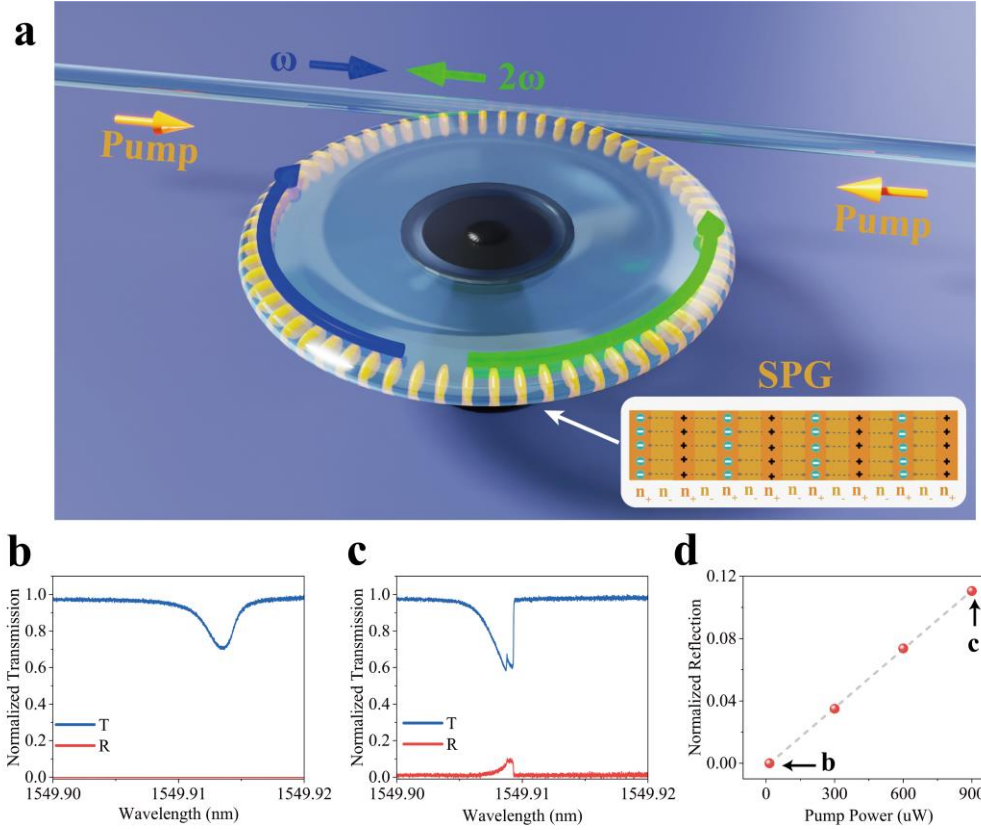 a
ω
2ω
Pump
Pump
SPG
n+ n- n+ n- n+ n- n+ n- n+ n- n+ n- n+ n- n+
b
Normalized Transmission
1.0
0.8
0.6
0.4
0.2
0.0
T
R
1549.90 1549.91 1549.92
Wavelength (nm)
c
Normalized Transmission
1.0
0.8
0.6
0.4
0.2
0.0
T
R
1549.90 1549.91 1549.92
Wavelength (nm)
d
Normalized Reflection
0.12
0.08
0.04
0.00
c
b
0 300 600 900
Pump Power (uW)